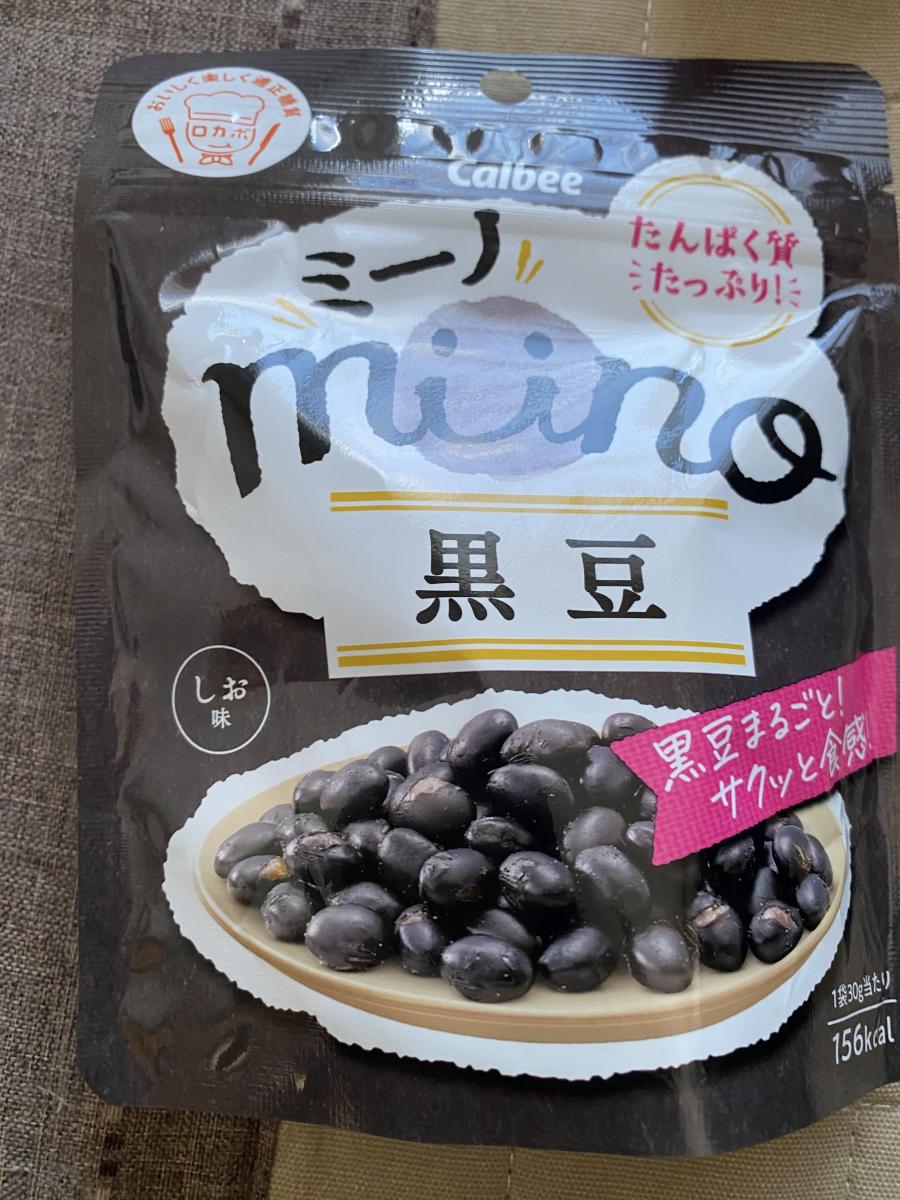 おいしく楽しく適正糖質
ロカボ
Calbee
たんぱく質
たっぷり!
ミーノ
miino
黒豆
しお
味
黒豆まるごと!
サクッと食感!
1袋30g当たり
156kcal